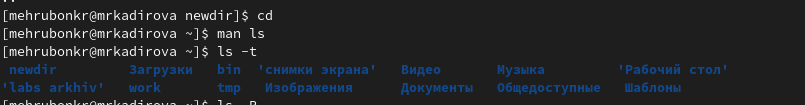 [mehrubonkr@mrkadirova newdir]$ cd
[mehrubonkr@mrkadirova ~]$ man ls
[mehrubonkr@mrkadirova ~]$ ls -t
newdir Загрузки bin 'снимки экрана' Видео Музыка 'Рабочий стол'
'labs arkhiv' work tmp Изображения Документы Общедоступные Шаблоны
[mehrubonkr@mrkadirova ~]$ ls -R